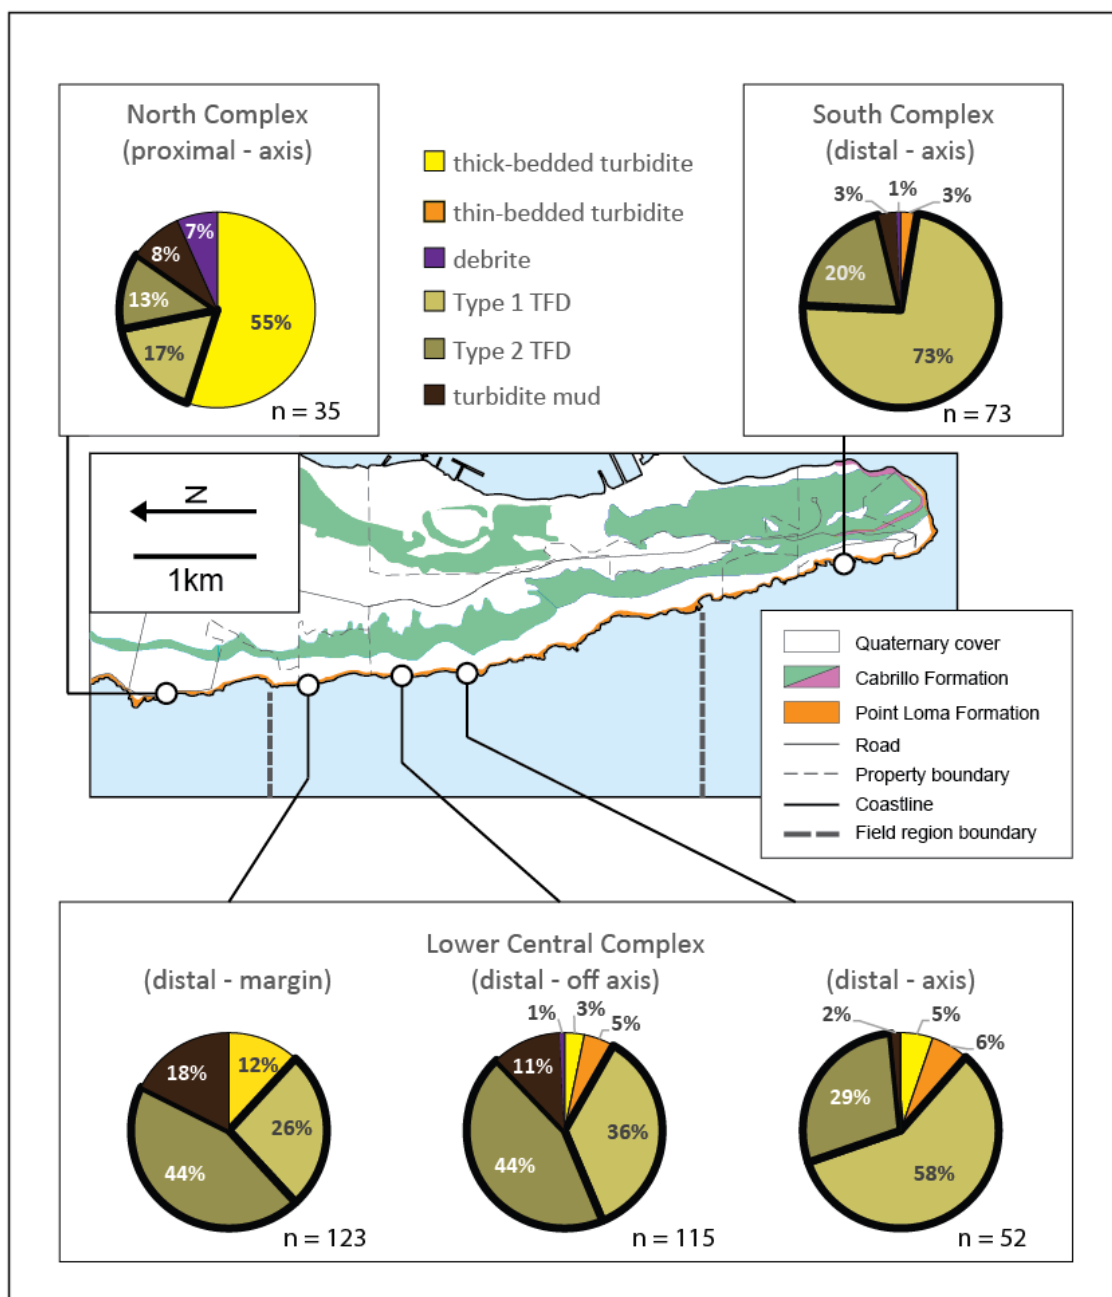 North Complex
(proximal - axis)
7%
8%
13%
17%
55%
n = 35
thick-bedded turbidite
thin-bedded turbidite
debrite
Type 1 TFD
Type 2 TFD
turbidite mud
South Complex
(distal - axis)
3%
1%
3%
20%
73%
n = 73
N
1km
Quaternary cover
Cabrillo Formation
Point Loma Formation
Road
Property boundary
Coastline
Field region boundary
Lower Central Complex
(distal - margin)
18%
12%
26%
44%
n = 123
(distal - off axis)
1%
3%
5%
11%
36%
44%
n = 115
(distal - axis)
2%
5%
6%
29%
58%
n = 52